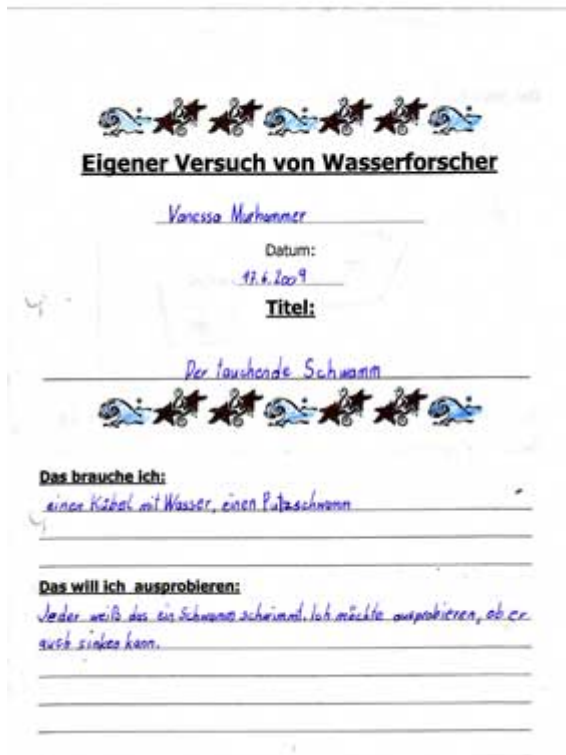 Eigener Versuch von Wasserforscher
Vanessa Murhammer
Datum:
17.6.2009
Titel:
Der tauchende Schwamm
Das brauche ich:
einen Kübel mit Wasser, einen Putzschwamm
Das will ich ausprobieren:
Jeder weiß das ein Schwamm schwimmt. Ich möchte ausprobieren, ob er
auch sinken kann.